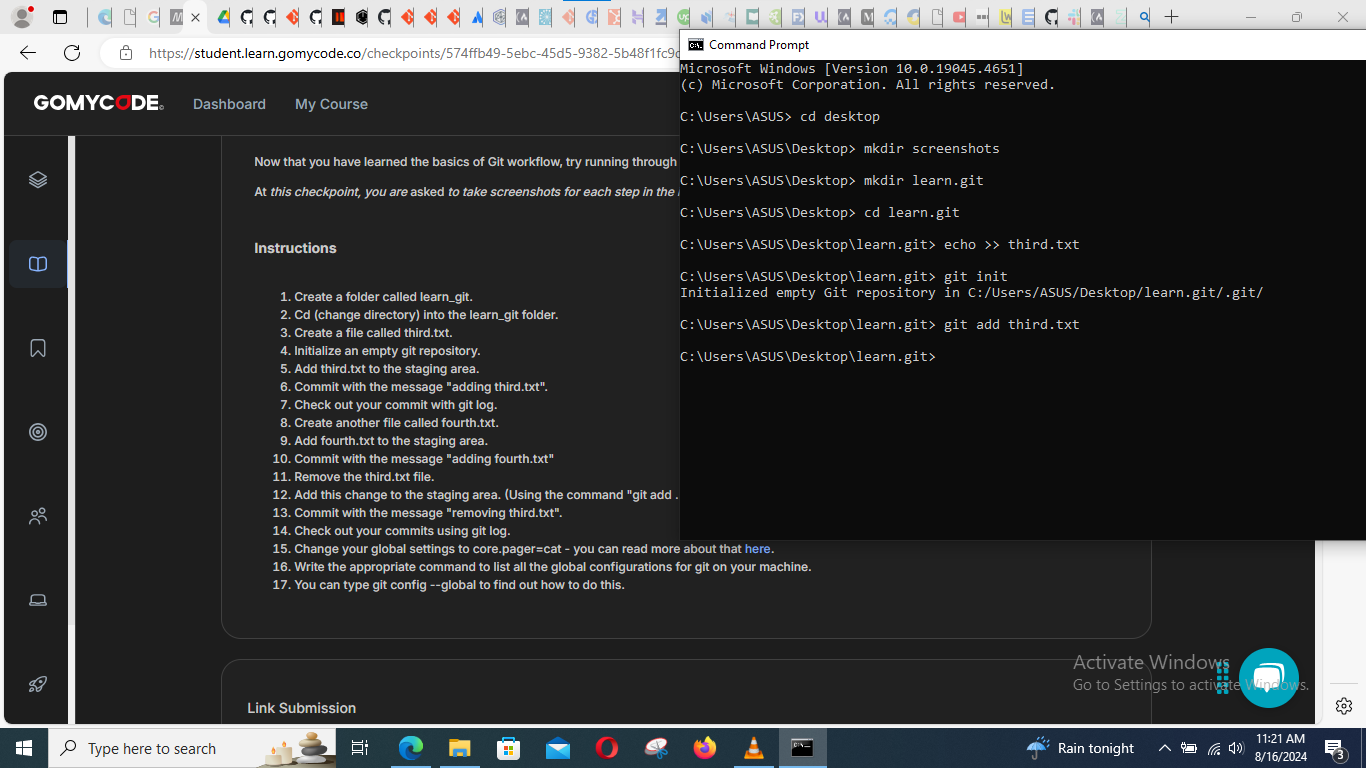 https://student.learn.gomycode.co/checkpoints/574ffb49-5ebc-45d5-9382-5b48f1fc9c
GOMYCODE
Dashboard
My Course
Now that you have learned the basics of Git workflow, try running through
At this checkpoint, you are asked to take screenshots for each step in the
Instructions
1. Create a folder called learn_git.
2. Cd (change directory) into the learn_git folder.
3. Create a file called third.txt.
4. Initialize an empty git repository.
5. Add third.txt to the staging area.
6. Commit with the message "adding third.txt".
7. Check out your commit with git log.
8. Create another file called fourth.txt.
9. Add fourth.txt to the staging area.
10. Commit with the message "adding fourth.txt"
11. Remove the third.txt file.
12. Add this change to the staging area. (Using the command "git add .
13. Commit with the message "removing third.txt".
14. Check out your commits using git log.
15. Change your global settings to core.pager=cat - you can read more about that here.
16. Write the appropriate command to list all the global configurations for git on your machine.
17. You can type git config --global to find out how to do this.
Link Submission
Command Prompt
Microsoft Windows [Version 10.0.19045.4651]
(c) Microsoft Corporation. All rights reserved.
C:\Users\ASUS> cd desktop
C:\Users\ASUS\Desktop> mkdir screenshots
C:\Users\ASUS\Desktop> mkdir learn.git
C:\Users\ASUS\Desktop> cd learn.git
C:\Users\ASUS\Desktop\learn.git> echo >> third.txt
C:\Users\ASUS\Desktop\learn.git> git init
Initialized empty Git repository in C:/Users/ASUS/Desktop/learn.git/.git/
C:\Users\ASUS\Desktop\learn.git> git add third.txt
C:\Users\ASUS\Desktop\learn.git>
Activate Windows
Go to Settings to activate Windows.
Type here to search
Rain tonight
11:21 AM
8/16/2024
3